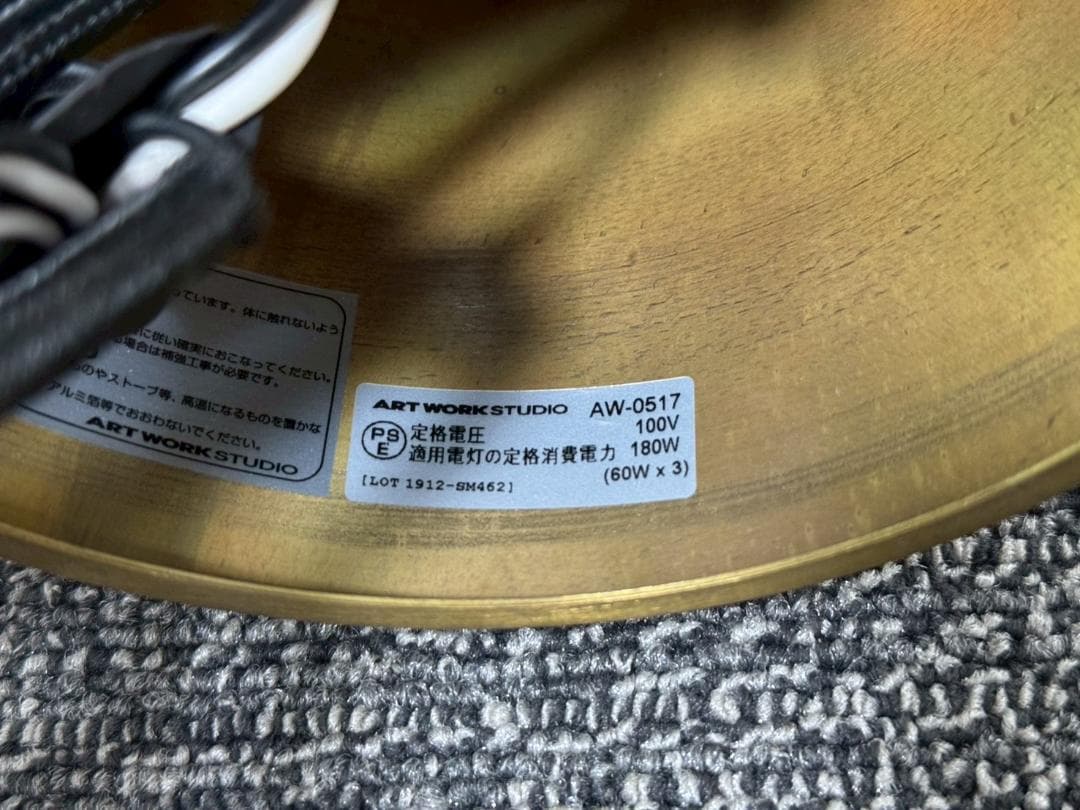 っています。体に触れないよう
に従い確実におこなってください。
る場合は補強工事が必要です。
ものやストーブ等、高温になるものを置かな
アルミ箔等でおおわないでください。
ART WORK STUDIO
ART WORK STUDIO AW-0517
PSE 定格電圧 100V
適用電灯の定格消費電力 180W
(60W x 3)
[LOT 1912-SM462]